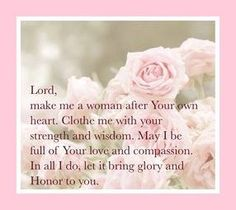 Lord,
make me a woman after Your own
heart. Clothe me with your
strength and wisdom. May I be
full of Your love and compassion.
In all I do, let it bring glory and
Honor to you.